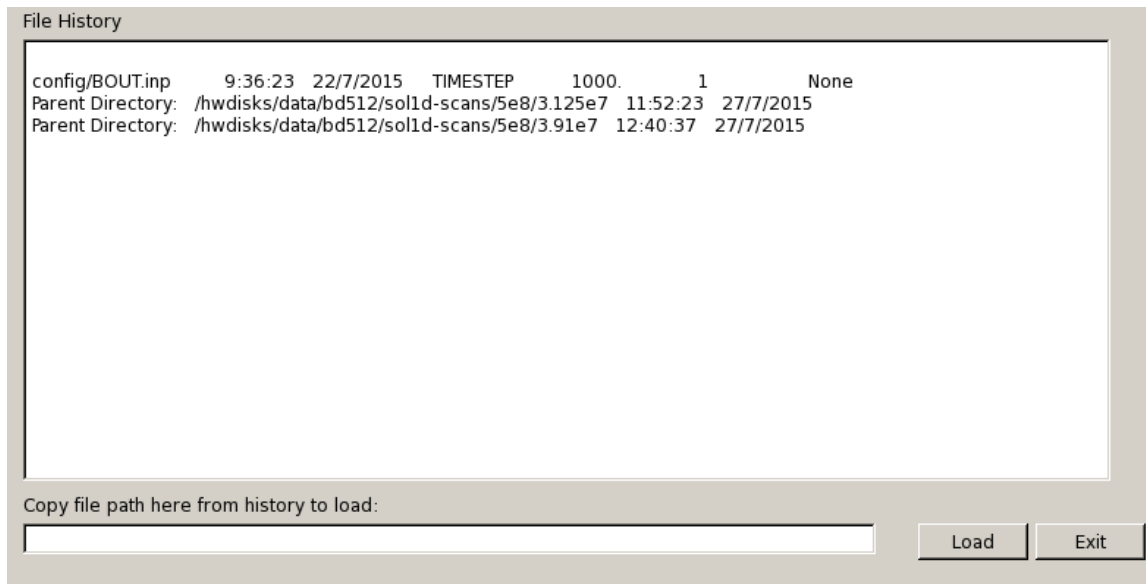 File History
config/BOUT.inp 9:36:23 22/7/2015 TIMESTEP 1000. 1 None
Parent Directory: /hwdisks/data/bd512/sol1d-scans/5e8/3.125e7 11:52:23 27/7/2015
Parent Directory: /hwdisks/data/bd512/sol1d-scans/5e8/3.91e7 12:40:37 27/7/2015
Copy file path here from history to load:
Load Exit